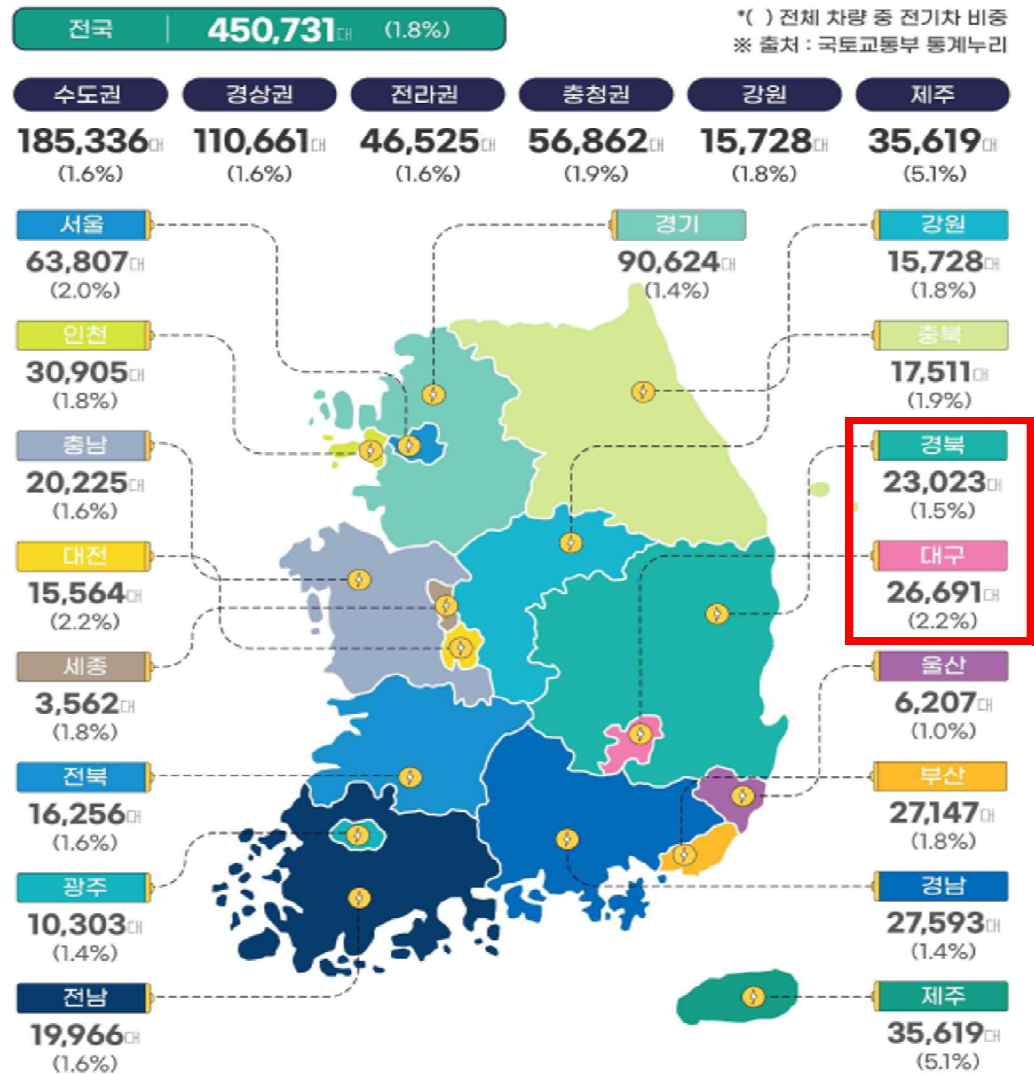 전국 450,731대 (1.8%)
*( ) 전체 차량 중 전기차 비중
※ 출처 : 국토교통부 통계누리
수도권 경상권 전라권 충청권 강원 제주
185,336대 110,661대 46,525대 56,862대 15,728대 35,619대
(1.6%) (1.6%) (1.6%) (1.9%) (1.8%) (5.1%)
서울
63,807대
(2.0%)
경기
90,624대
(1.4%)
강원
15,728대
(1.8%)
인천
30,905대
(1.8%)
충북
17,511대
(1.9%)
충남
20,225대
(1.6%)
경북
23,023대
(1.5%)
대전
15,564대
(2.2%)
대구
26,691대
(2.2%)
세종
3,562대
(1.8%)
울산
6,207대
(1.0%)
전북
16,256대
(1.6%)
부산
27,147대
(1.8%)
광주
10,303대
(1.4%)
경남
27,593대
(1.4%)
전남
19,966대
(1.6%)
제주
35,619대
(5.1%)